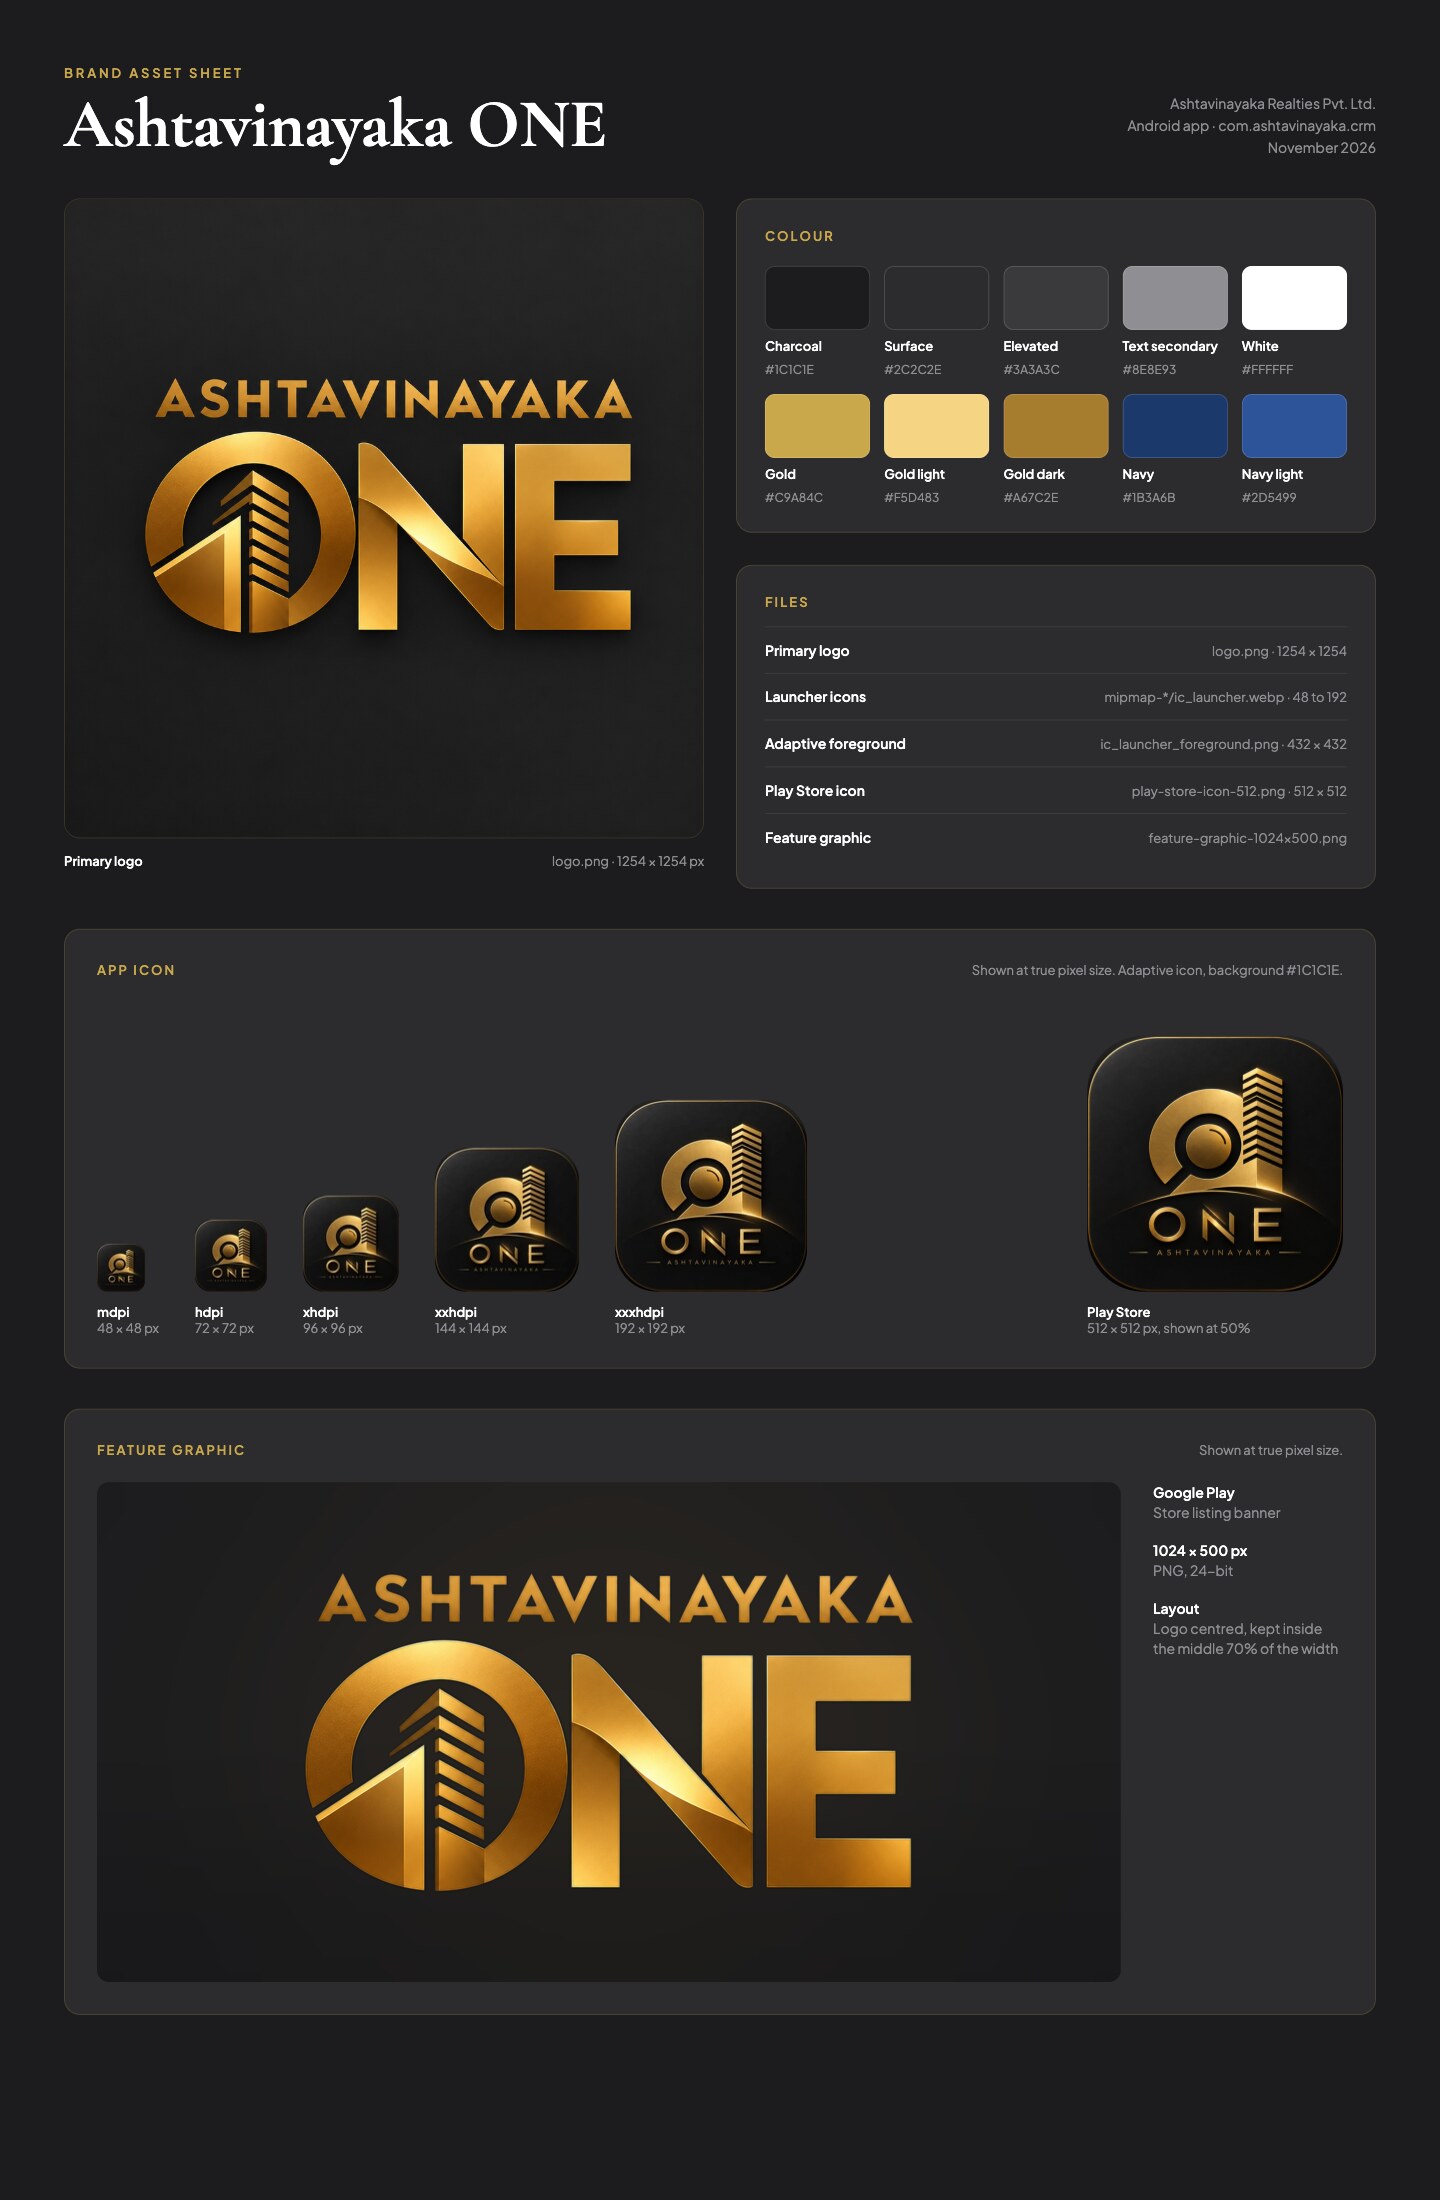 BRAND ASSET SHEET
Ashtavinayaka ONE
Ashtavinayaka Realties Pvt. Ltd.
Android app · com.ashtavinayaka.crm
November 2026
ASHTAVINAYAKA
ONE
Primary logo
logo.png · 1254 × 1254 px
COLOUR
Charcoal
#1C1C1E
Surface
#2C2C2E
Elevated
#3A3A3C
Text secondary
#8E8E93
White
#FFFFFF
Gold
#C9A84C
Gold light
#F5D483
Gold dark
#A67C2E
Navy
#1B3A6B
Navy light
#2D5499
FILES
Primary logo
logo.png · 1254 × 1254
Launcher icons
mipmap-*/ic_launcher.webp · 48 to 192
Adaptive foreground
ic_launcher_foreground.png · 432 × 432
Play Store icon
play-store-icon-512.png · 512 × 512
Feature graphic
feature-graphic-1024x500.png
APP ICON
Shown at true pixel size. Adaptive icon, background #1C1C1E.
ONE
mdpi
48 × 48 px
ONE
hdpi
72 × 72 px
ONE
xhdpi
96 × 96 px
ONE
ASHTAVINAYAKA
xxhdpi
144 × 144 px
ONE
ASHTAVINAYAKA
xxxhdpi
192 × 192 px
ONE
ASHTAVINAYAKA
Play Store
512 × 512 px, shown at 50%
FEATURE GRAPHIC
Shown at true pixel size.
ASHTAVINAYAKA
ONE
Google Play
Store listing banner
1024 × 500 px
PNG, 24-bit
Layout
Logo centred, kept inside
the middle 70% of the width